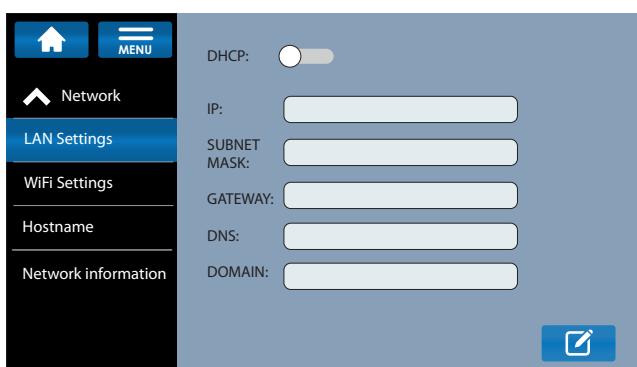 MENU
Network
LAN Settings
WiFi Settings
Hostname
Network information
DHCP:
IP:
SUBNET
MASK:
GATEWAY:
DNS:
DOMAIN: